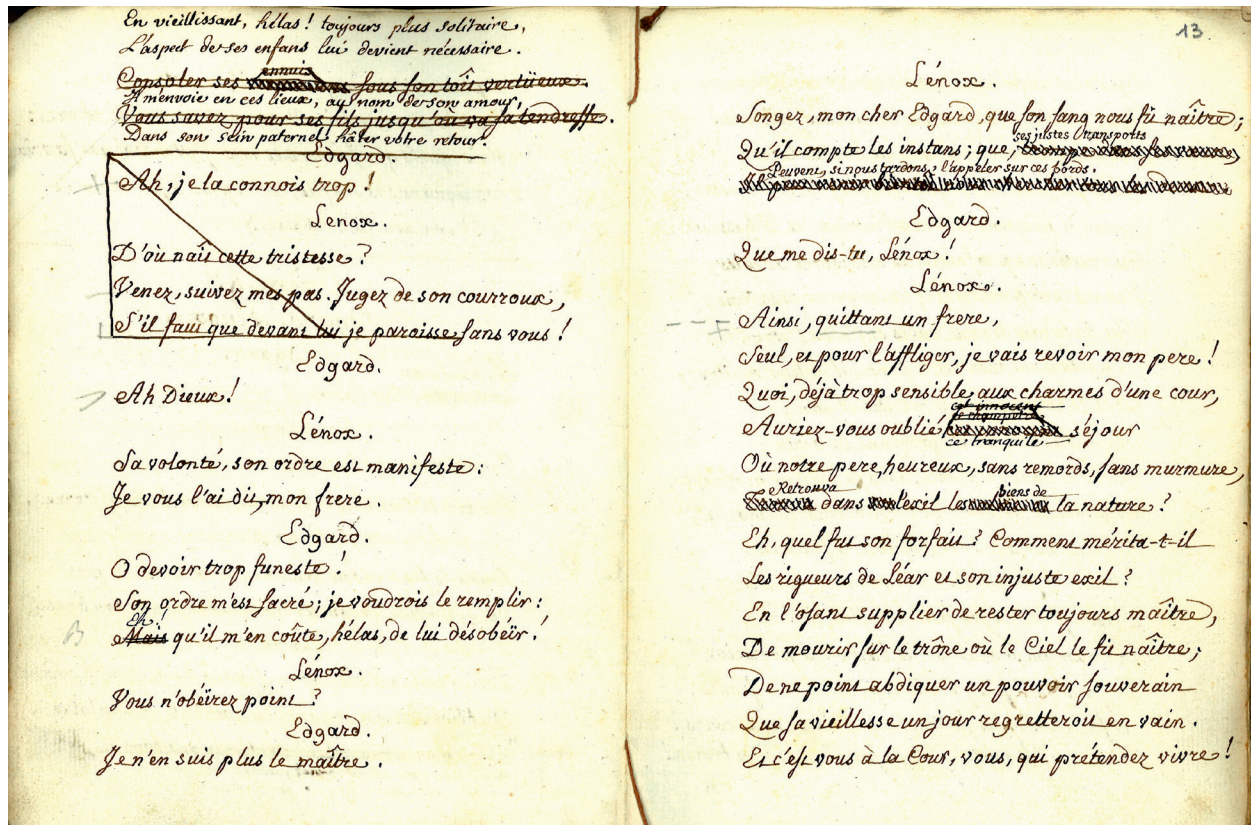 En vieillissant, hélas! toujours plus solitaire,
L'aspect de ses enfans lui devient nécessaire.
ennuis
Consoler ses sous son toît vertüeux.
M'envoie en ces lieux, au nom de son amour,
Vous savez pour ses fils jusqu'où va sa tendresse.
Dans son sein paternel hâter votre retour.
Edgard.
Ah, je la connois trop!
Lenox.
D'où naît cette tristesse?
Venez, suivez mes pas. Jugez de son courroux,
S'il faut que devant lui je paroisse sans vous!
Edgard.
Ah Dieux!
Lénox.
Sa volonté, son ordre est manifeste:
Je vous l'ai dit, mon frere.
Edgard.
O devoir trop funeste!
Son ordre m'est sacré; je voudrois le remplir:
Eh!
Mais qu'il m'en coûte, hélas, de lui désobéïr!
Lénox.
Vous n'obéïrez point?
Edgard.
Je n'en suis plus le maître.
13
Lénox.
Songez, mon cher Edgard, que son sang nous fit naître;
ses justes transports
Qu'il compte les instans; que,
Peuvent, si nous tardons, l'appeler sur ces bords.
Edgard.
Que me dis-tu, Lénox!
Lénox.
Ainsi, quittant un frere,
Seul, et pour l'affliger, je vais revoir mon pere!
Quoi, déjà trop sensible aux charmes d'une cour,
cet innocent
ce champêtre
Auriez-vous oublié séjour
ce tranquile
Où notre pere, heureux, sans remords, sans murmure,
Retrouva biens de
dans l'exil les la nature?
Eh, quel fut son forfait? Comment mérita-t-il
Les rigueurs de Léar et son injuste exil?
En l'osant supplier de rester toujours maître,
De mourir sur le trône où le Ciel le fit naître;
De ne point abdiquer un pouvoir souverain
Que sa vieillesse un jour regretteroit en vain.
Et c'est vous à la Cour, vous, qui prétendez vivre!